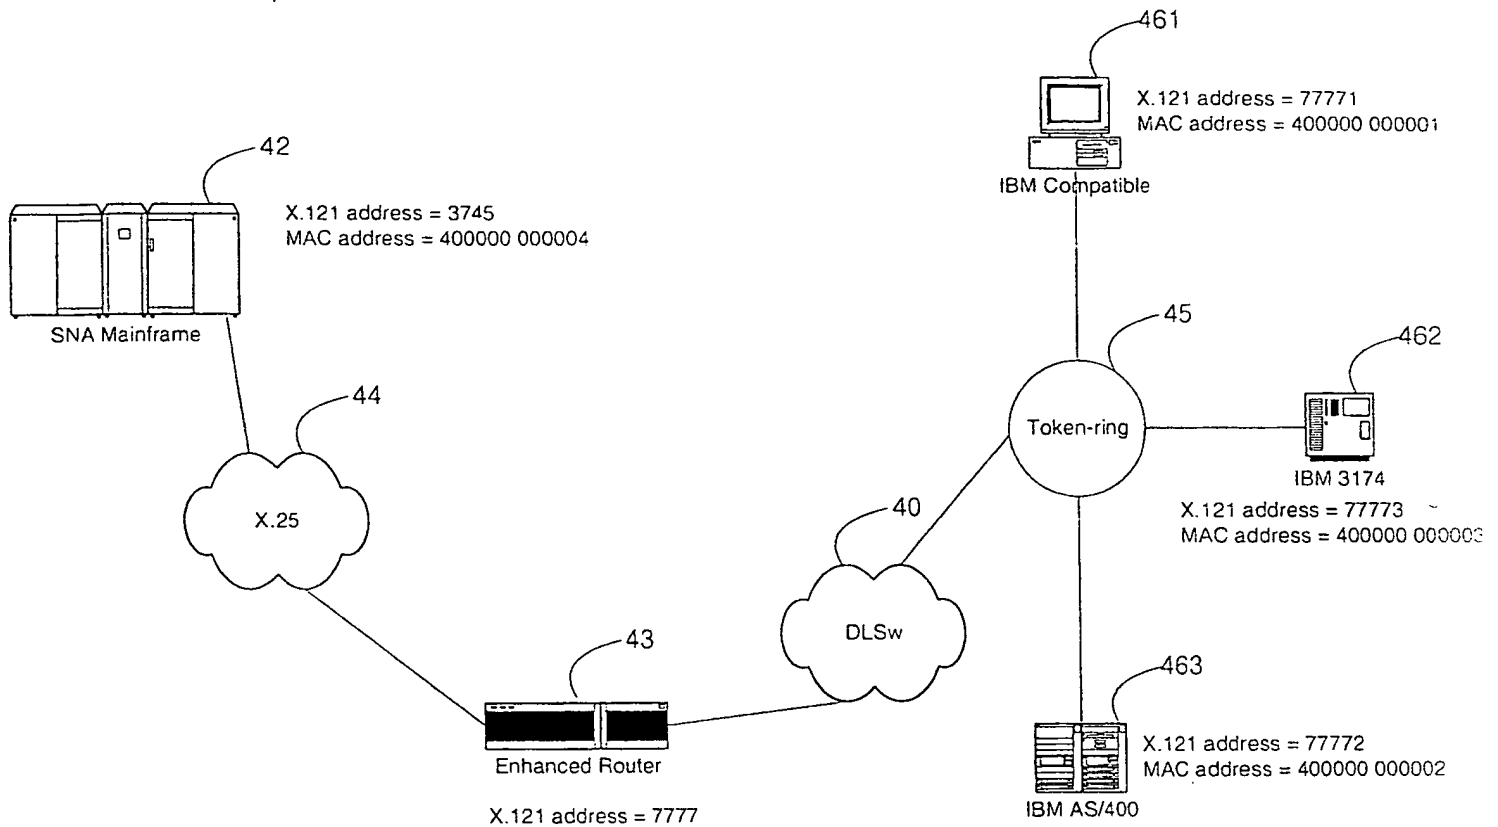 461
X.121 address = 77771
MAC address = 400000 000001
IBM Compatible
42
X.121 address = 3745
MAC address = 400000 000004
SNA Mainframe
45
462
Token-ring
IBM 3174
X.121 address = 77773
MAC address = 400000 000003
44
X.25
40
DLSw
43
Enhanced Router
X.121 address = 7777
463
X.121 address = 77772
MAC address = 400000 000002
IBM AS/400